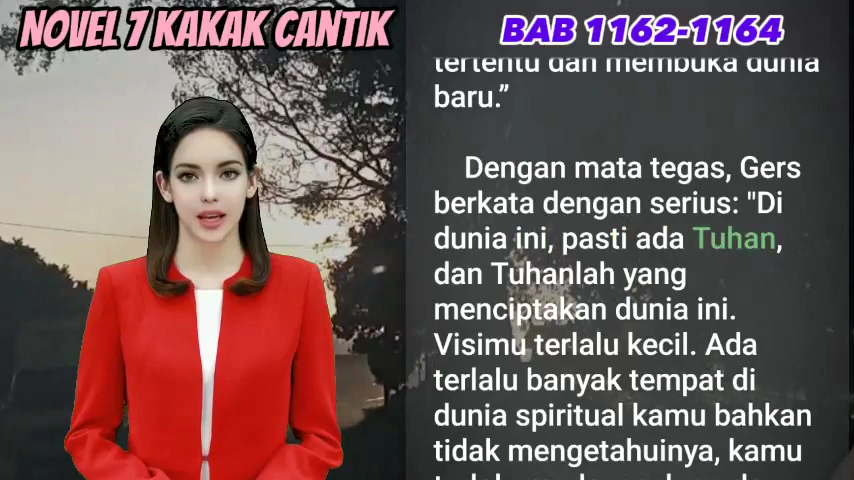 NOVEL 7 KAKAK CANTIK
BAB 1162-1164
tertentu dan membuka dunia
baru.”
Dengan mata tegas, Gers
berkata dengan serius: "Di
dunia ini, pasti ada Tuhan,
dan Tuhanlah yang
menciptakan dunia ini.
Visimu terlalu kecil. Ada
terlalu banyak tempat di
dunia spiritual kamu bahkan
tidak mengetahuinya, kamu